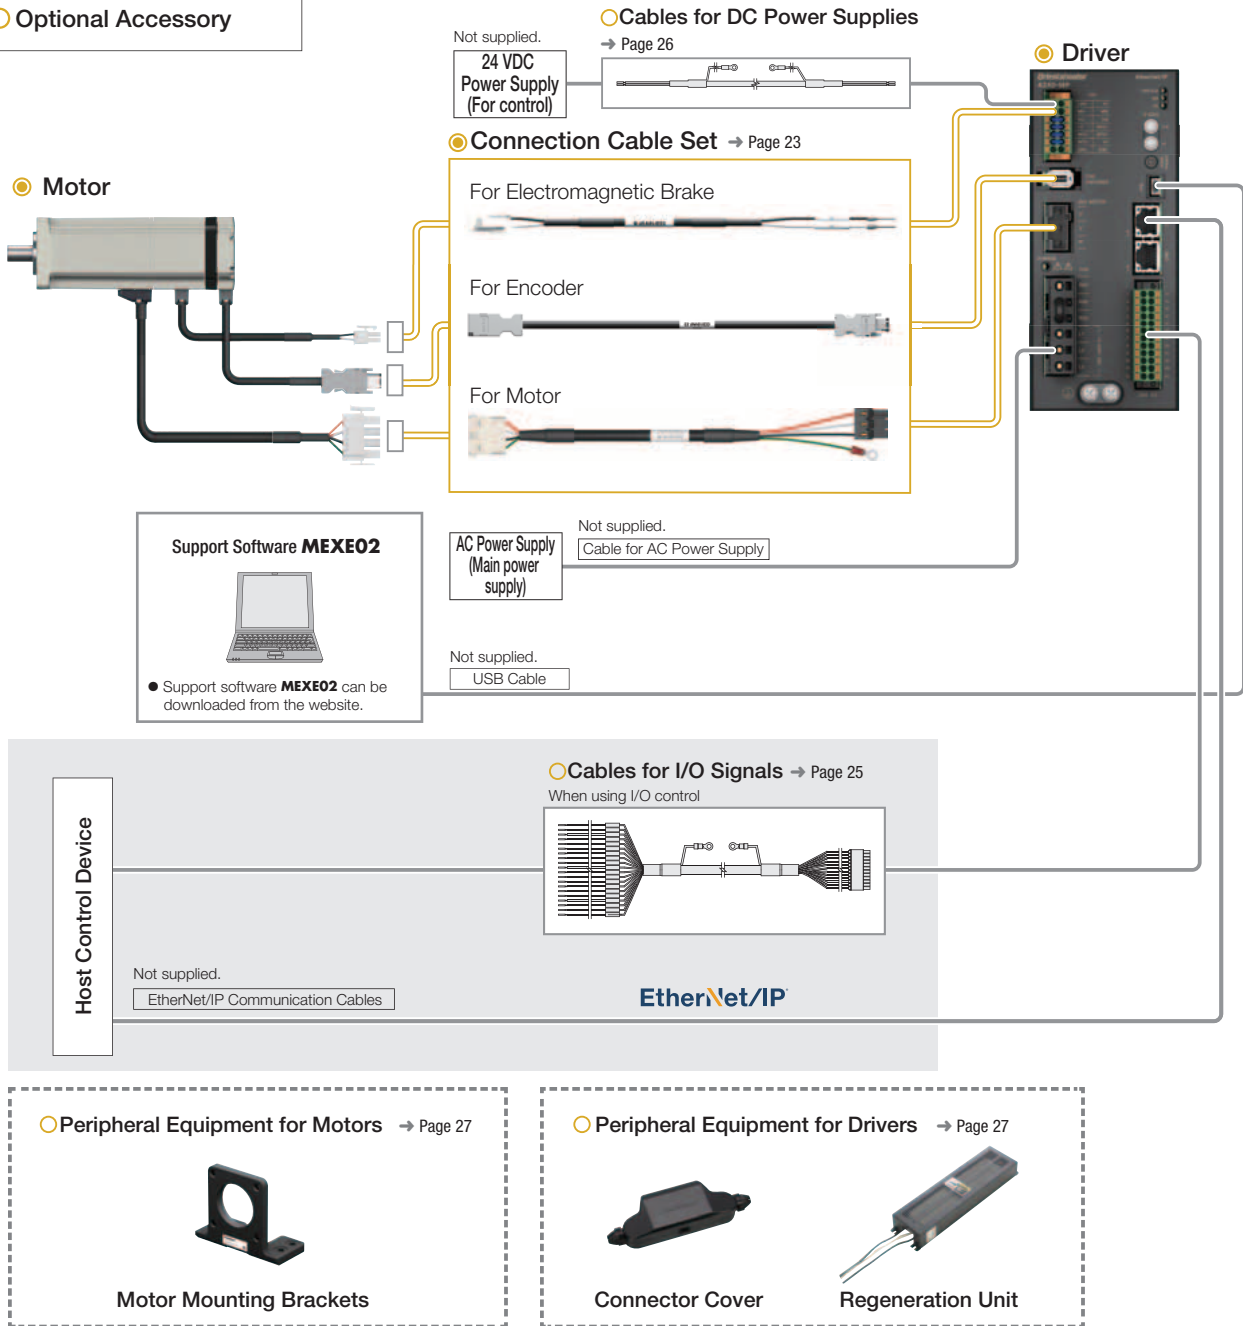 Optional Accessory
Cables for DC Power Supplies
→ Page 26
Not supplied.
24 VDC
Power Supply
(For control)
Driver
Connection Cable Set → Page 23
Motor
For Electromagnetic Brake
For Encoder
For Motor
Support Software MEXE02
● Support software MEXE02 can be
downloaded from the website.
AC Power Supply
(Main power
supply)
Not supplied.
Cable for AC Power Supply
Not supplied.
USB Cable
Host Control Device
Cables for I/O Signals → Page 25
When using I/O control
Not supplied.
EtherNet/IP Communication Cables
EtherNet/IP
Peripheral Equipment for Motors → Page 27
Motor Mounting Brackets
Peripheral Equipment for Drivers → Page 27
Connector Cover
Regeneration Unit